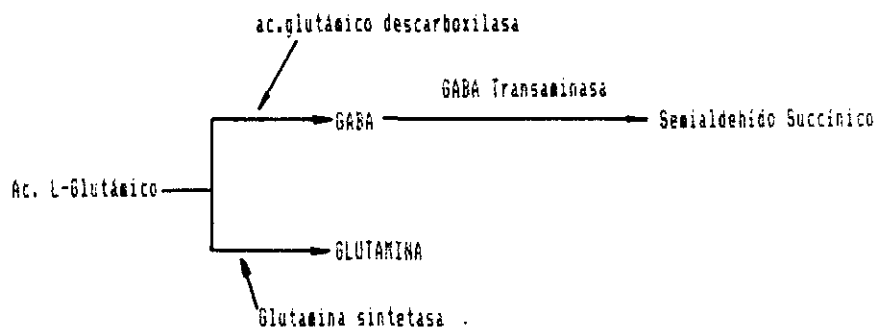 ac.glutámico descarboxilasa
GABA Transaminasa
GABA
Semialdehído Succínico
Ac. L-Glutámico
GLUTAMINA
Glutamina sintetasa .